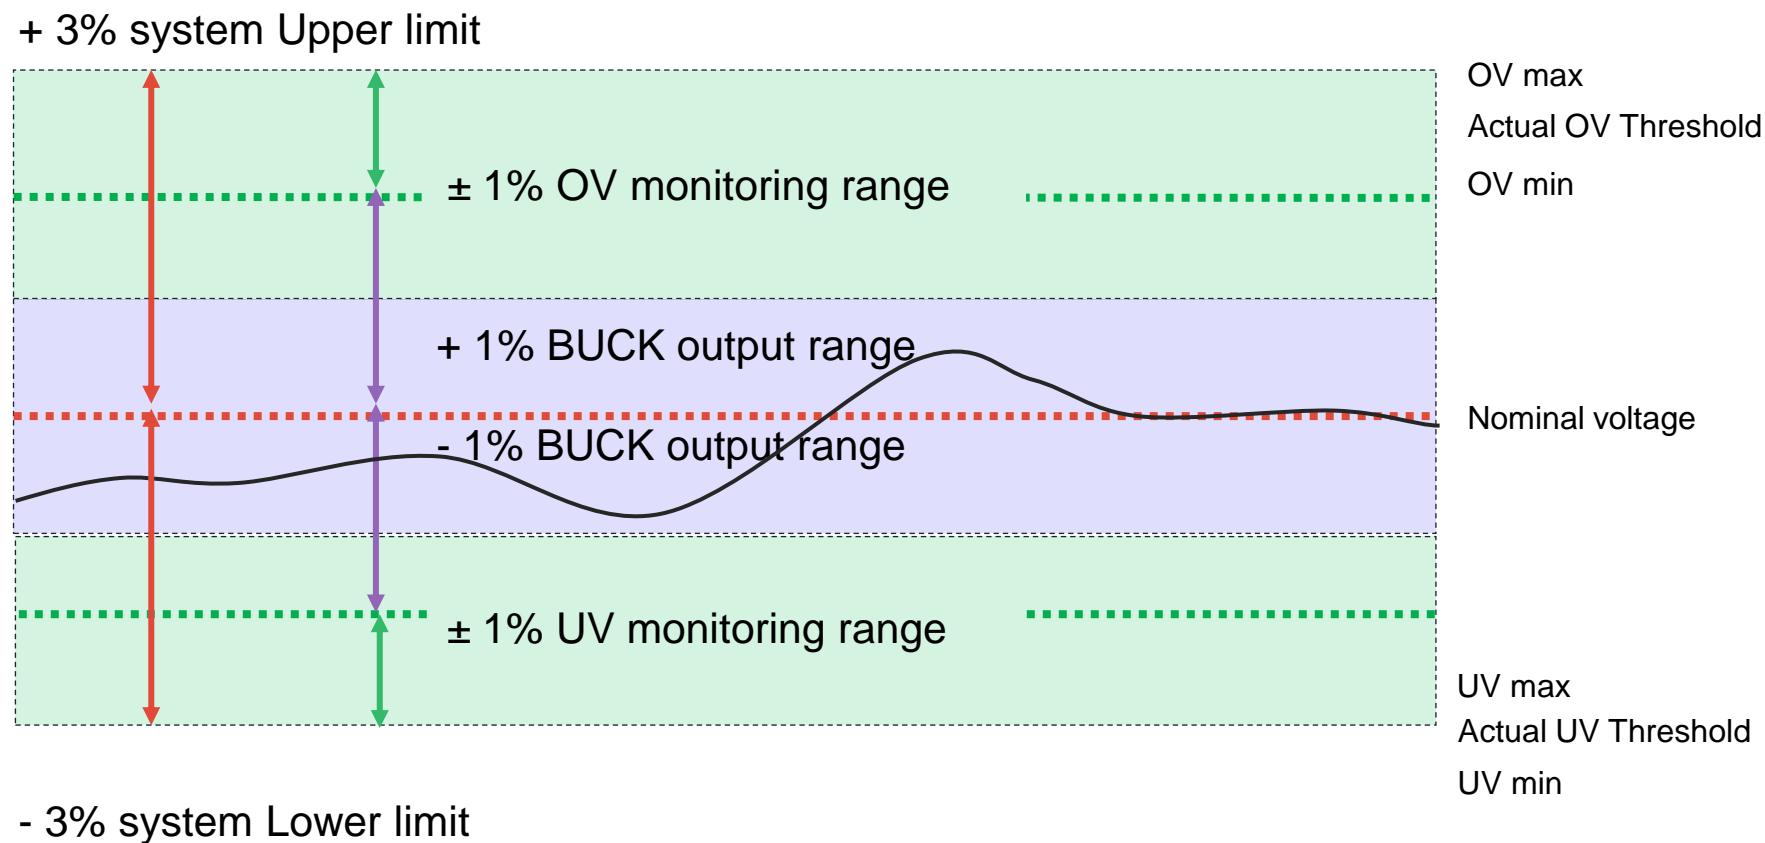 + 3% system Upper limit
OV max
Actual OV Threshold
± 1% OV monitoring range
OV min
+ 1% BUCK output range
Nominal voltage
- 1% BUCK output range
± 1% UV monitoring range
UV max
Actual UV Threshold
UV min
- 3% system Lower limit